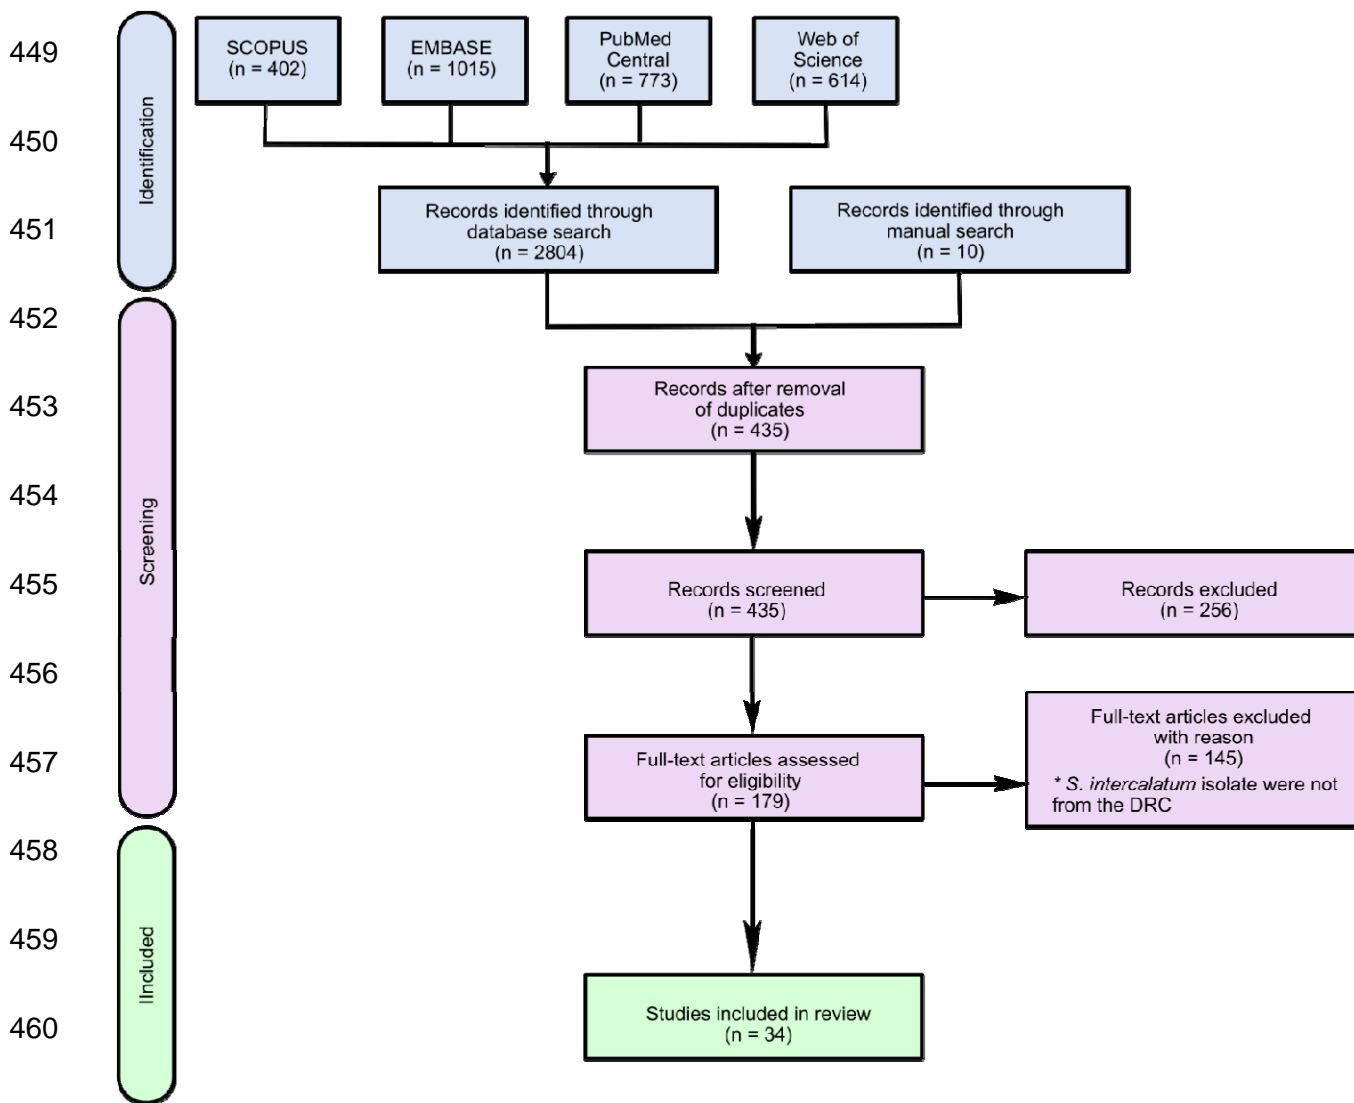 449
SCOPUS
(n = 402)
EMBASE
(n = 1015)
PubMed
Central
(n = 773)
Web of
Science
(n = 614)
450
Identification
451
Records identified through
database search
(n = 2804)
Records identified through
manual search
(n = 10)
452
453
Records after removal
of duplicates
(n = 435)
454
Screening
455
Records screened
(n = 435)
Records excluded
(n = 256)
456
457
Full-text articles assessed
for eligibility
(n = 179)
Full-text articles excluded
with reason
(n = 145)
* S. intercalatum isolate were not
from the DRC
458
459
IIncluded
460
Studies included in review
(n = 34)